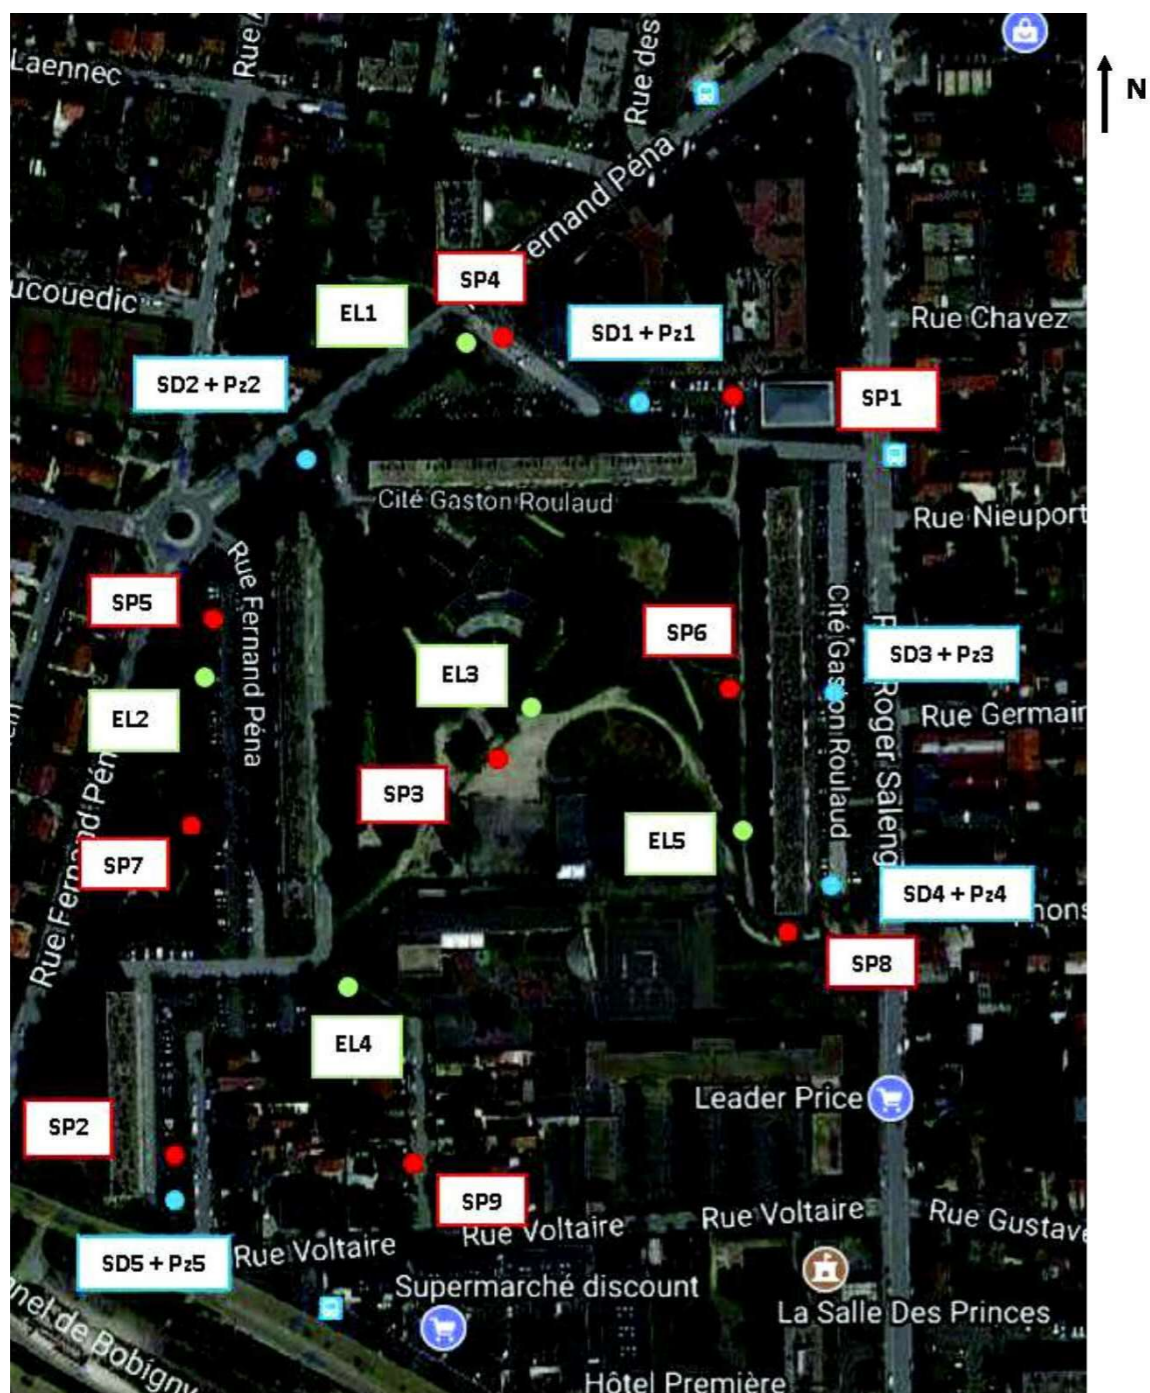 Laennec
Rue des
N
Fernand Péna
SP4
EL1
ucouedic
SD1 + Pz1
Rue Chavez
SD2 + Pz2
SP1
Cité Gaston Roulaud
Rue Nieuport
SP5
Rue Fernand Péna
SP6
Cité Gaston Roulaud
SD3 + Pz3
EL3
EL2
Roger Saleng
Rue Germain
SP3
EL5
SP7
Rue Fernand Pén
SD4 + Pz4
nons
SP8
EL4
Leader Price
SP2
SP9
Rue Voltaire
Rue Voltaire
Rue Gustave
Rue Voltaire
SD5 + Pz5
Supermarché discount
La Salle Des Princes
nel de Bobigny
Hôtel Première